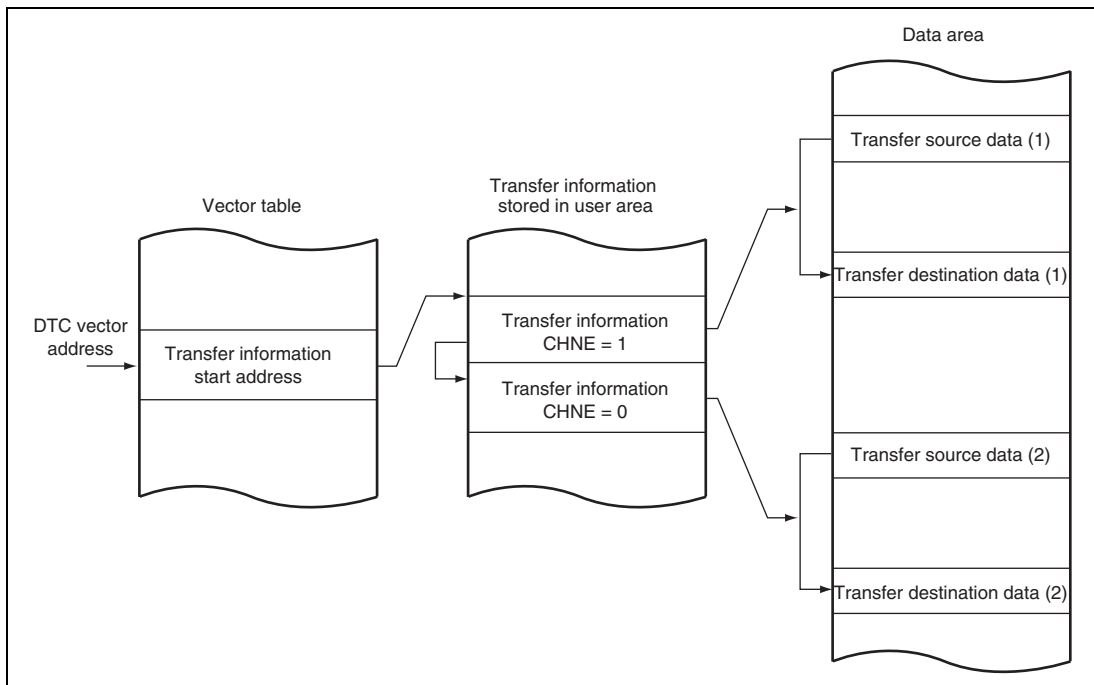 Data area
Transfer source data (1)
Transfer information
stored in user area
Vector table
Transfer destination data (1)
DTC vector
address
Transfer information
start address
Transfer information
CHNE = 1
Transfer information
CHNE = 0
Transfer source data (2)
Transfer destination data (2)